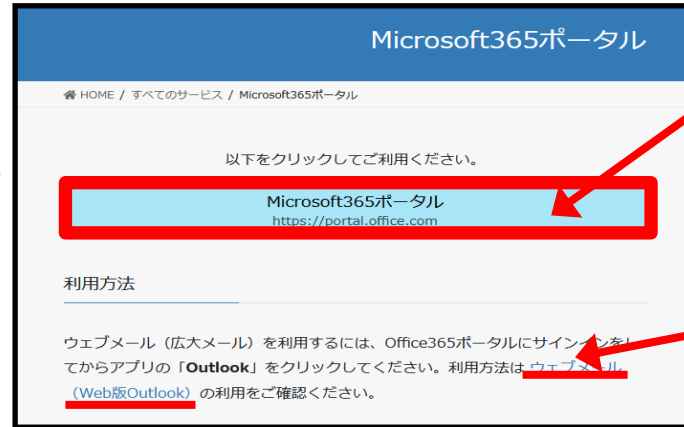 Microsoft365ポータル
HOME / すべてのサービス / Microsoft365ポータル
以下をクリックしてご利用ください。
Microsoft365ポータル
https://portal.office.com
利用方法
ウェブメール（広大メール）を利用するには、Office365ポータルにサインインをし
てからアプリの「Outlook」をクリックしてください。利用方法は ウェブメール
（Web版Outlook） の利用をご確認ください。